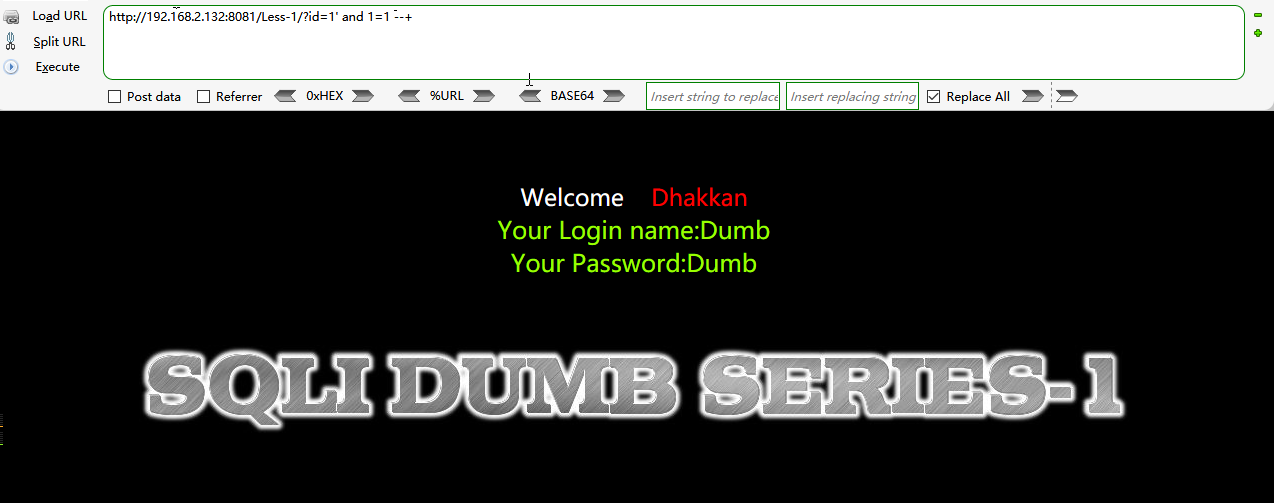 Load URL
http://192.168.2.132:8081/Less-1/?id=1' and 1=1 --+
Split URL
Execute
Post data Referrer 0xHEX %URL BASE64 Insert string to replace Insert replacing string Replace All
Welcome Dhakkan
Your Login name:Dumb
Your Password:Dumb
SQLI DUMB SERIES-1